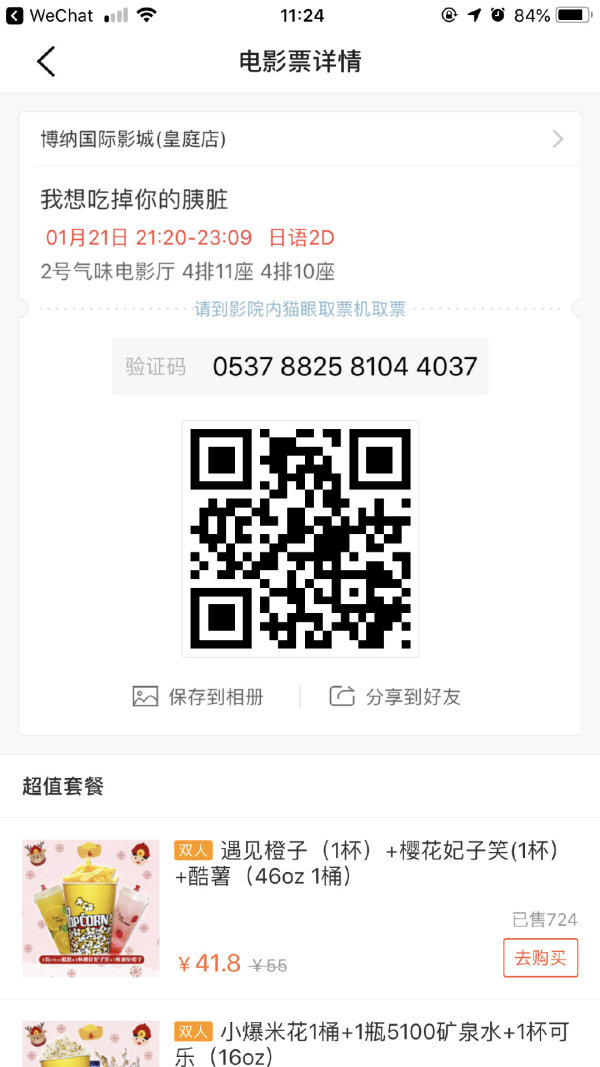 WeChat
11:24
84%
电影票详情
博纳国际影城(皇庭店)
我想吃掉你的胰脏
01月21日 21:20-23:09 日语2D
2号气味电影厅 4排11座 4排10座
请到影院内猫眼取票机取票
验证码 0537 8825 8104 4037
保存到相册
分享到好友
超值套餐
双人 遇见橙子（1杯）+樱花妃子笑(1杯)
+酷薯（46oz 1桶）
已售724
¥41.8 ¥55
去购买
POPCORN
双人 小爆米花1桶+1瓶5100矿泉水+1杯可
乐（16oz）